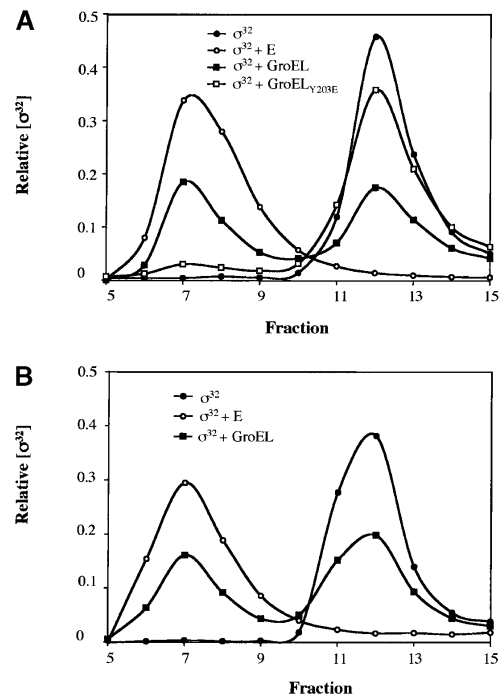 A
σ³²
σ³² + E
σ³² + GroEL
σ³² + GroEL_Y203E
Relative [σ³²]
0.5
0.4
0.3
0.2
0.1
0
5 7 9 11 13 15
Fraction
B
σ³²
σ³² + E
σ³² + GroEL
Relative [σ³²]
0.5
0.4
0.3
0.2
0.1
0
5 7 9 11 13 15
Fraction